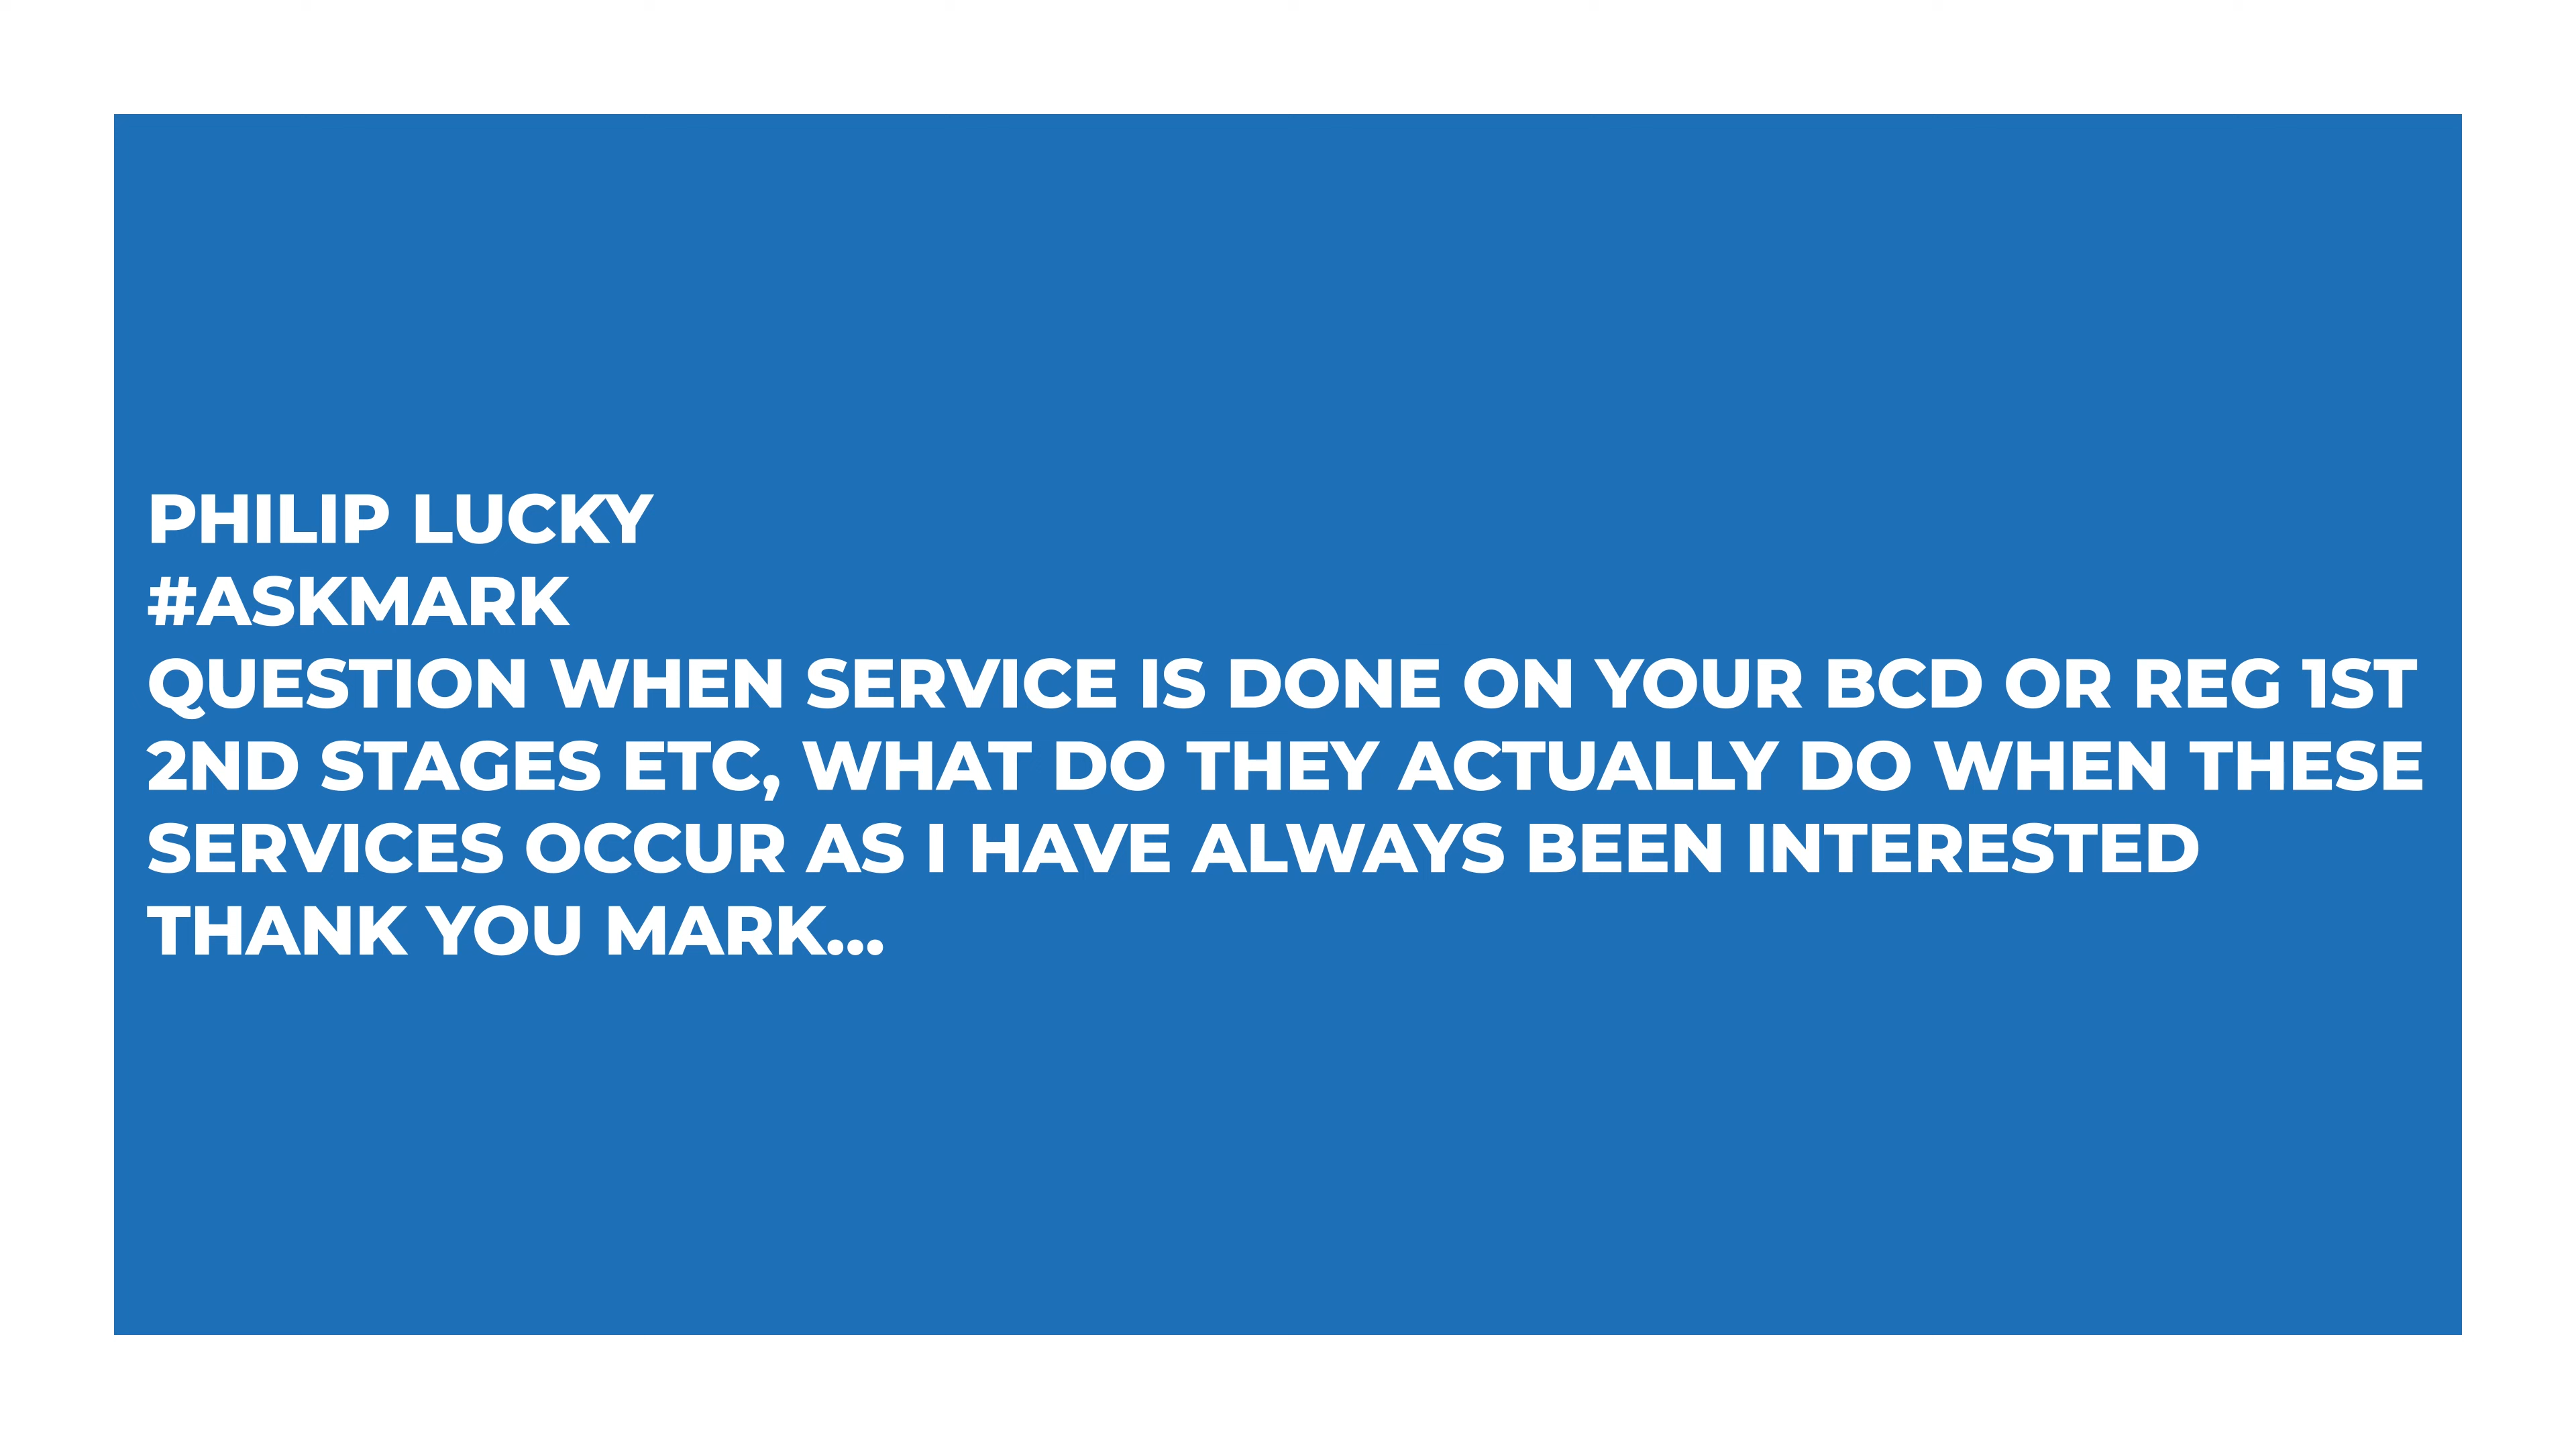 PHILIP LUCKY
#ASKMARK
QUESTION WHEN SERVICE IS DONE ON YOUR BCD OR REG 1ST
2ND STAGES ETC, WHAT DO THEY ACTUALLY DO WHEN THESE
SERVICES OCCUR AS I HAVE ALWAYS BEEN INTERESTED
THANK YOU MARK...